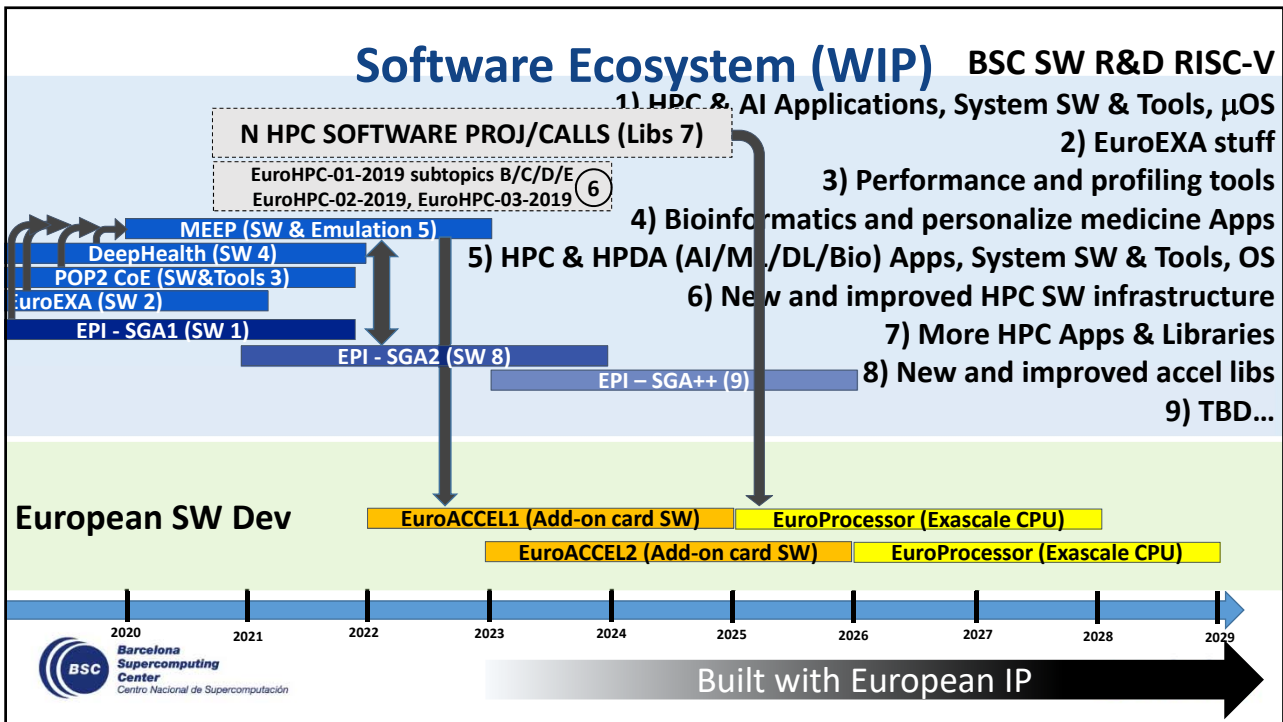 Software Ecosystem (WIP)
BSC SW R&D RISC-V
1) HPC & AI Applications, System SW & Tools, μOS
2) EuroEXA stuff
3) Performance and profiling tools
4) Bioinformatics and personalize medicine Apps
5) HPC & HPDA (AI/ML/DL/Bio) Apps, System SW & Tools, OS
6) New and improved HPC SW infrastructure
7) More HPC Apps & Libraries
8) New and improved accel libs
9) TBD...
N HPC SOFTWARE PROJ/CALLS (Libs 7)
EuroHPC-01-2019 subtopics B/C/D/E
EuroHPC-02-2019, EuroHPC-03-2019
6
MEEP (SW & Emulation 5)
DeepHealth (SW 4)
POP2 CoE (SW&Tools 3)
EuroEXA (SW 2)
EPI - SGA1 (SW 1)
EPI - SGA2 (SW 8)
EPI – SGA++ (9)
European SW Dev
EuroACCEL1 (Add-on card SW)
EuroProcessor (Exascale CPU)
EuroACCEL2 (Add-on card SW)
EuroProcessor (Exascale CPU)
2020 2021 2022 2023 2024 2025 2026 2027 2028 2029
BSC
Barcelona
Supercomputing
Center
Centro Nacional de Supercomputación
Built with European IP